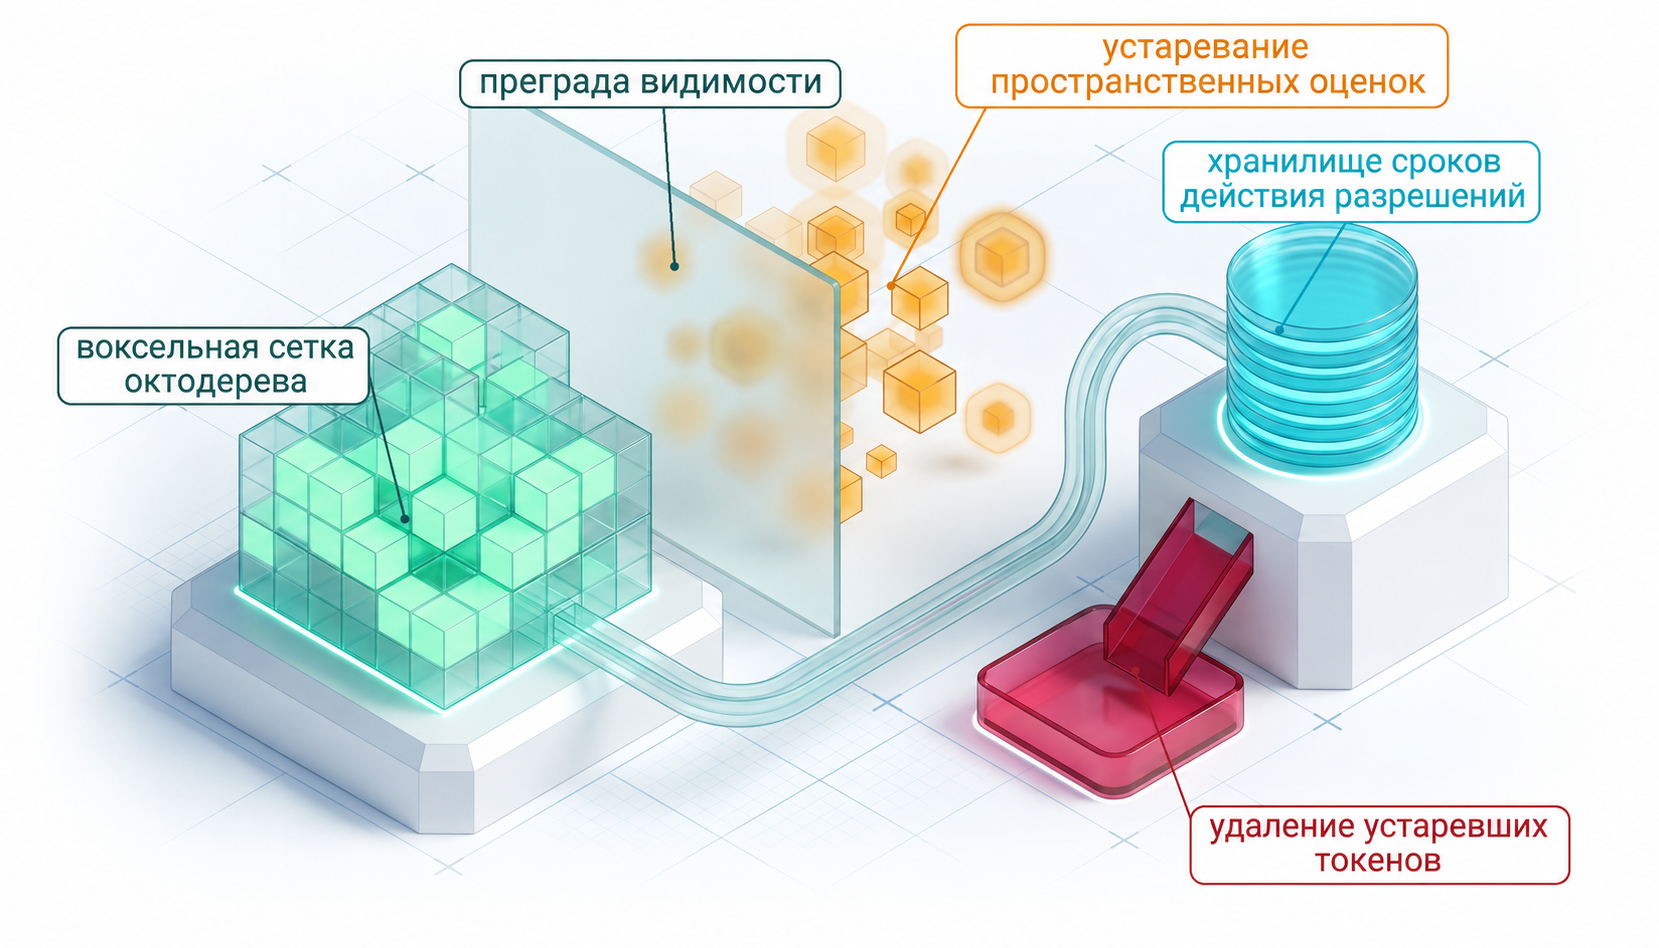 преграда видимости
устаревание
пространственных оценок
хранилище сроков
действия разрешений
воксельная сетка
октодерева
удаление устаревших
токенов